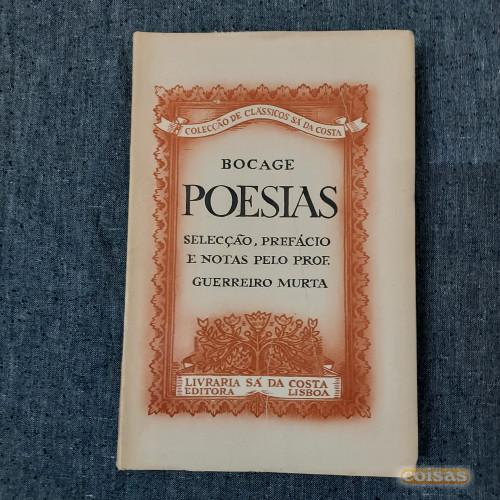 COLECÇÃO DE CLÁSSICOS SÁ DA COSTA
BOCAGE
POESIAS
SELECÇÃO, PREFÁCIO
E NOTAS PELO PROF.
GUERREIRO MURTA
LIVRARIA SÁ DA COSTA
EDITORA LISBOA
coisas